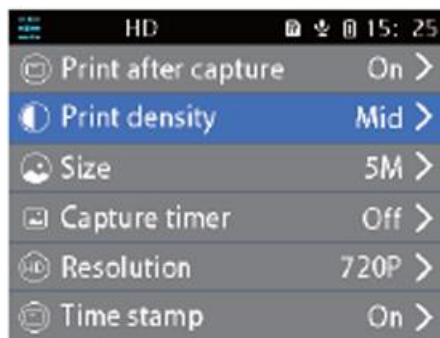 HD 15: 25
Print after capture On >
Print density Mid >
Size 5M >
Capture timer Off >
HD Resolution 720P >
Time stamp On >